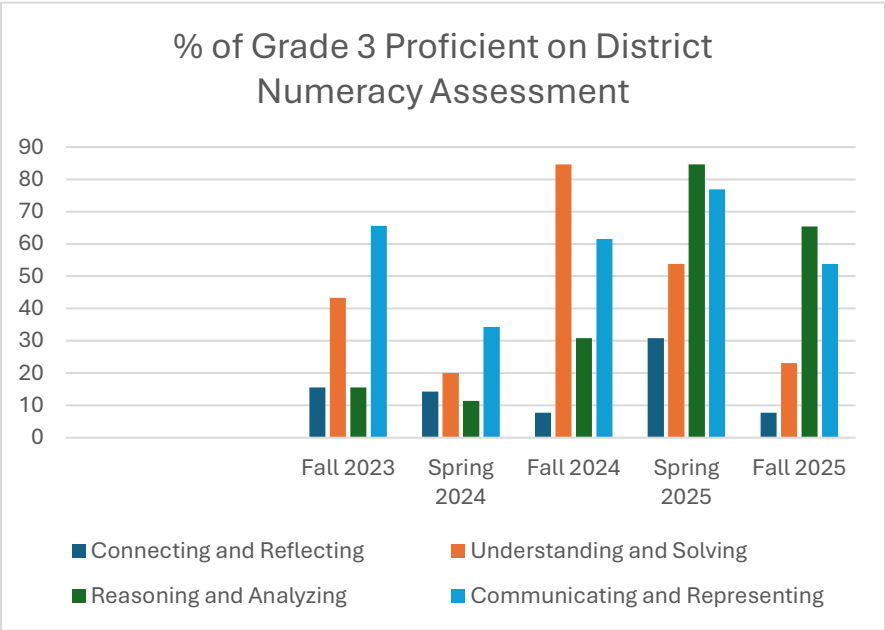 % of Grade 3 Proficient on District
Numeracy Assessment
90
80
70
60
50
40
30
20
10
0
Fall 2023
Spring
2024
Fall 2024
Spring
2025
Fall 2025
Connecting and Reflecting
Understanding and Solving
Reasoning and Analyzing
Communicating and Representing